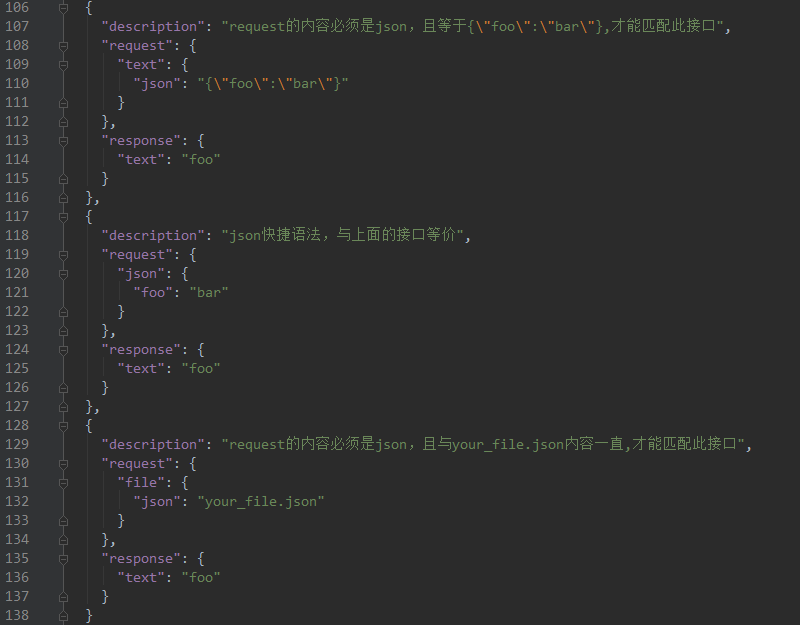 106 {
107 "description": "request的内容必须是json，且等于{\"foo\":\"bar\"},才能匹配此接口",
108 "request": {
109 "text": {
110 "json": "{\"foo\":\"bar\"}"
111 }
112 },
113 "response": {
114 "text": "foo"
115 }
116 },
117 {
118 "description": "json快捷语法，与上面的接口等价",
119 "request": {
120 "json": {
121 "foo": "bar"
122 }
123 },
124 "response": {
125 "text": "foo"
126 }
127 },
128 {
129 "description": "request的内容必须是json，且与your_file.json内容一直,才能匹配此接口",
130 "request": {
131 "file": {
132 "json": "your_file.json"
133 }
134 },
135 "response": {
136 "text": "foo"
137 }
138 }